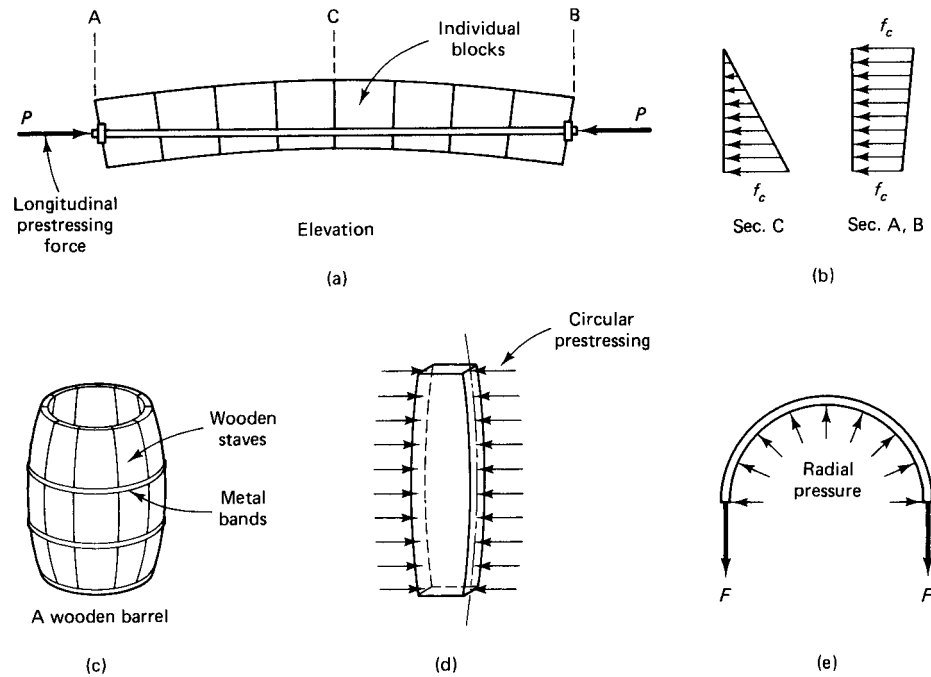 A
C
B
Individual
blocks
P
P
Longitudinal
prestressing
force
Elevation
(a)
f_c
f_c
Sec. C
f_c
f_c
Sec. A, B
(b)
Wooden
staves
Metal
bands
A wooden barrel
(c)
Circular
prestressing
(d)
Radial
pressure
F
F
(e)